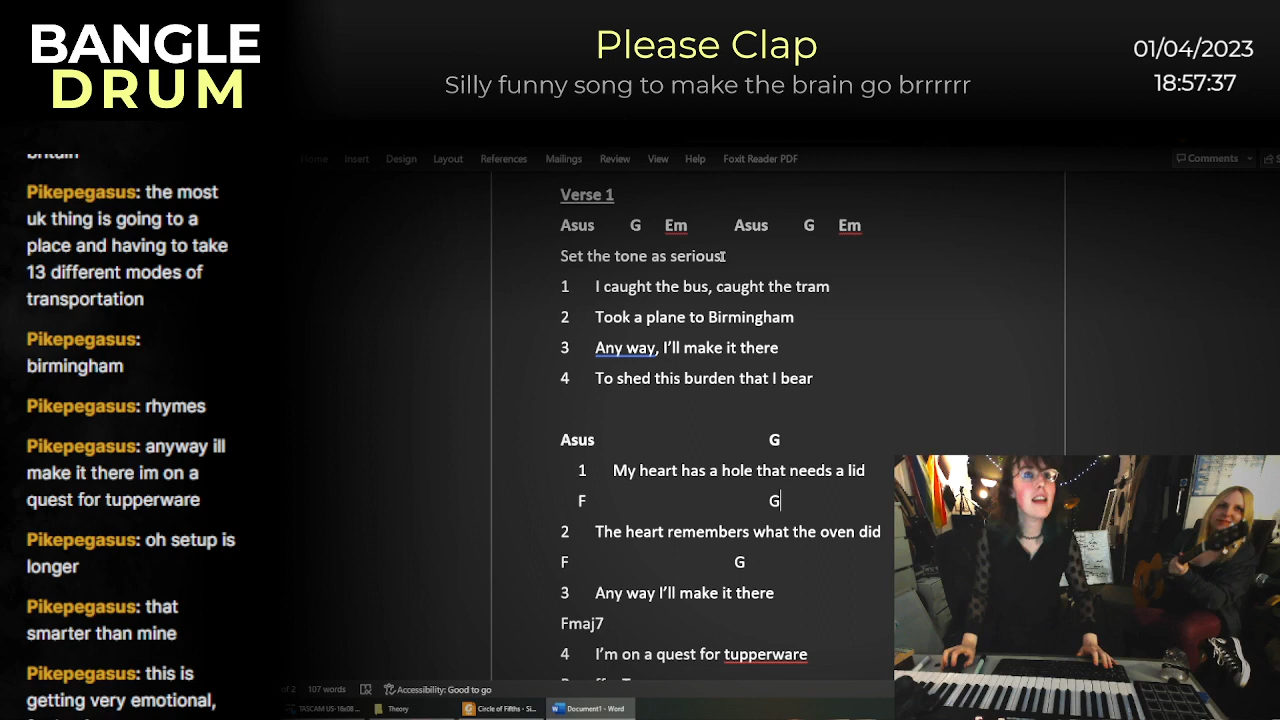 BANGLE
DRUM
Please Clap
Silly funny song to make the brain go brrrrrr
01/04/2023
18:57:37
britain
Pikepegasus: the most
uk thing is going to a
place and having to take
13 different modes of
transportation
Pikepegasus:
birmingham
Pikepegasus: rhymes
Pikepegasus: anyway ill
make it there im on a
quest for tupperware
Pikepegasus: oh setup is
longer
Pikepegasus: that
smarter than mine
Pikepegasus: this is
getting very emotional,
Home Insert Design Layout References Mailings Review View Help Foxit Reader PDF
Comments
Verse 1
Asus G Em Asus G Em
Set the tone as serious
1 I caught the bus, caught the tram
2 Took a plane to Birmingham
3 Any way, I'll make it there
4 To shed this burden that I bear
Asus G
1 My heart has a hole that needs a lid
F G
2 The heart remembers what the oven did
F G
3 Any way I'll make it there
Fmaj7
4 I'm on a quest for tupperware
of 2 107 words Accessibility: Good to go
TASCAM US-16x08 ... Theory Circle of Fifths - Si... Document1 - Word